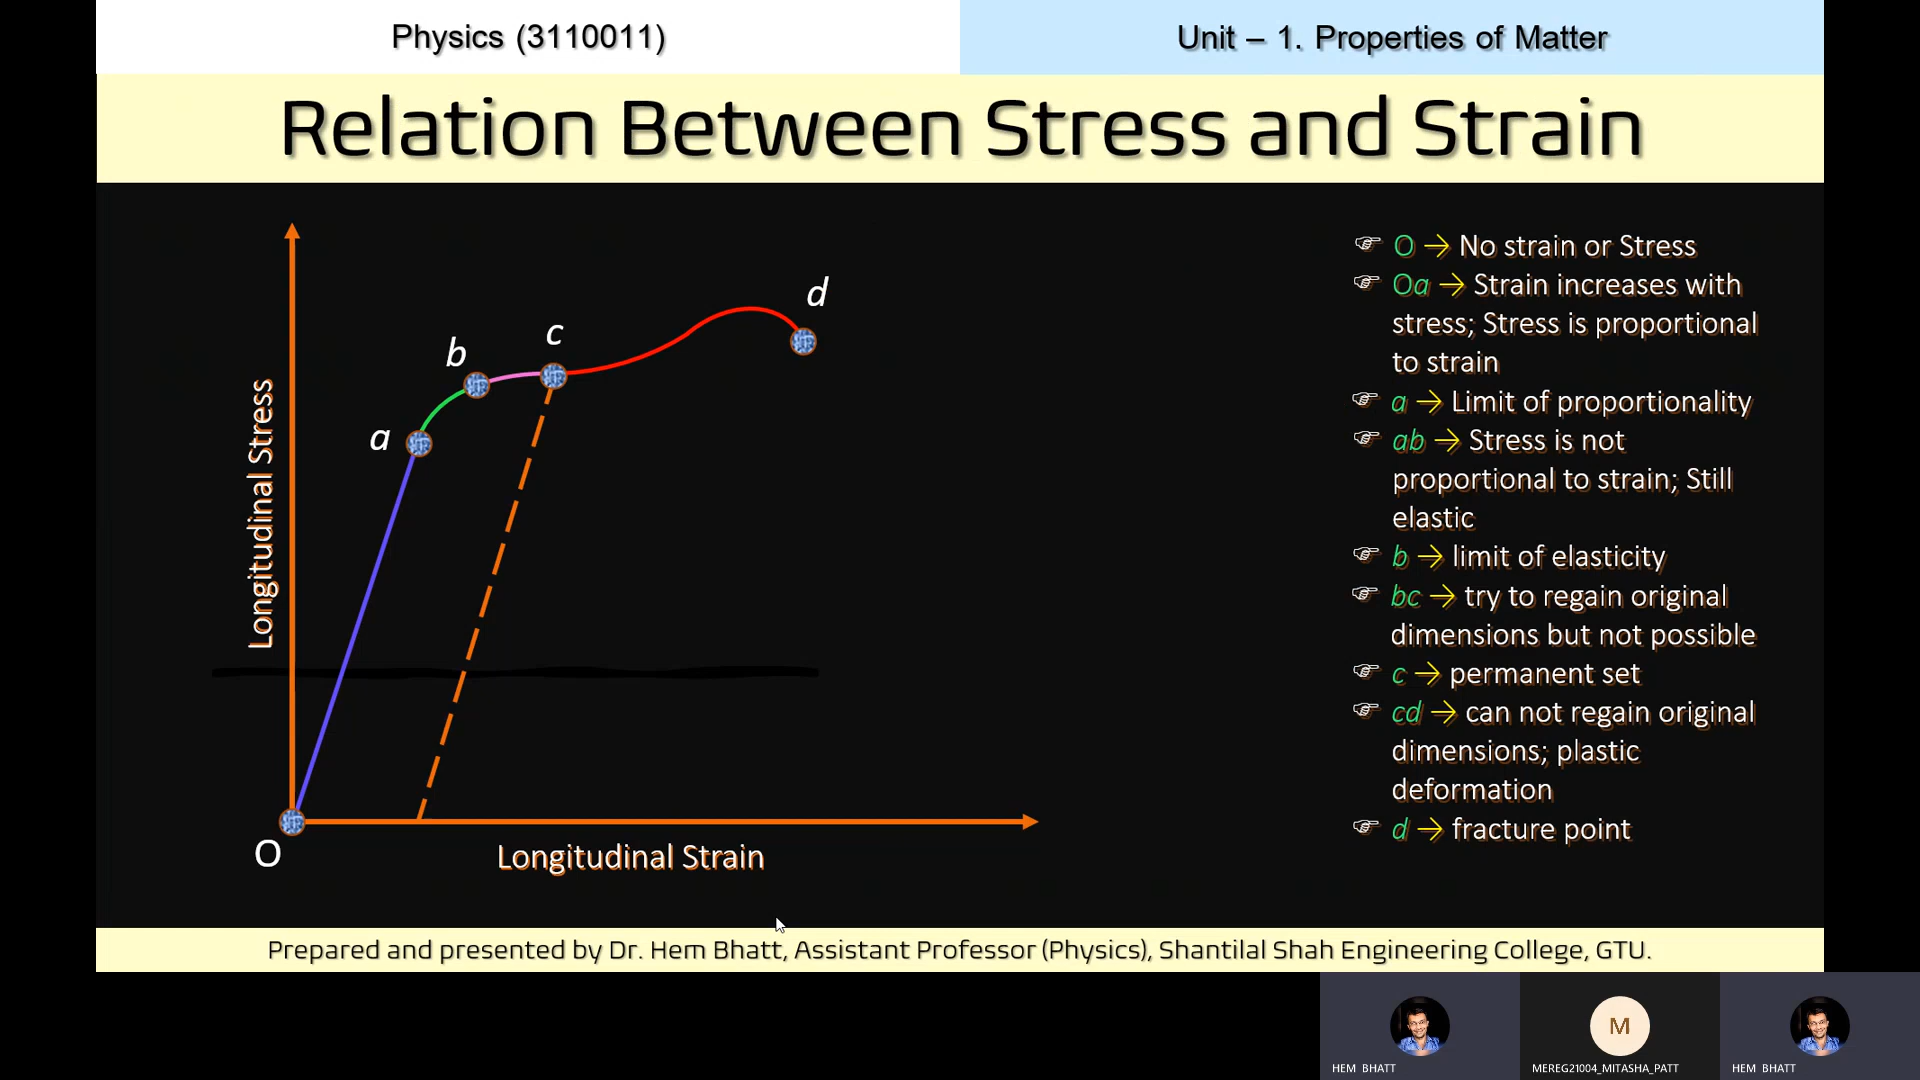 Physics (3110011)
Unit – 1. Properties of Matter
Relation Between Stress and Strain
Longitudinal Stress
a
b
c
d
O
Longitudinal Strain
☞ O → No strain or Stress
☞ Oa → Strain increases with
stress; Stress is proportional
to strain
☞ a → Limit of proportionality
☞ ab → Stress is not
proportional to strain; Still
elastic
☞ b → limit of elasticity
☞ bc → try to regain original
dimensions but not possible
☞ c → permanent set
☞ cd → can not regain original
dimensions; plastic
deformation
☞ d → fracture point
Prepared and presented by Dr. Hem Bhatt, Assistant Professor (Physics), Shantilal Shah Engineering College, GTU.
HEM BHATT
M
MEREG21004_MITASHA_PATT
HEM BHATT